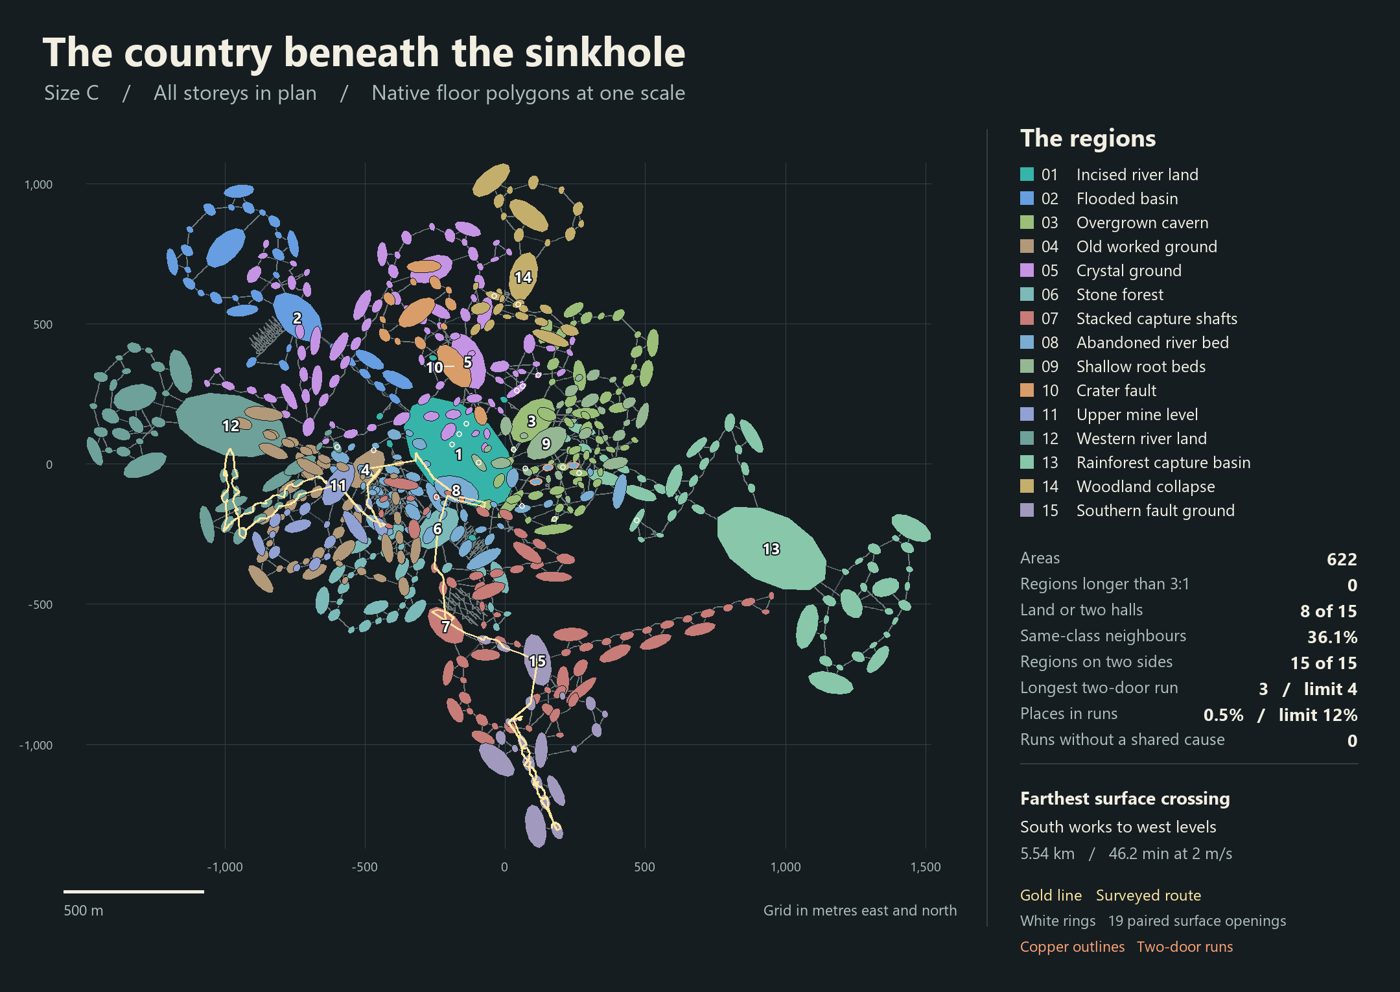 The country beneath the sinkhole
Size C / All storeys in plan / Native floor polygons at one scale
The regions
01 Incised river land
02 Flooded basin
03 Overgrown cavern
04 Old worked ground
05 Crystal ground
06 Stone forest
07 Stacked capture shafts
08 Abandoned river bed
09 Shallow root beds
10 Crater fault
11 Upper mine level
12 Western river land
13 Rainforest capture basin
14 Woodland collapse
15 Southern fault ground
Areas 622
Regions longer than 3:1 0
Land or two halls 8 of 15
Same-class neighbours 36.1%
Regions on two sides 15 of 15
Longest two-door run 3 / limit 4
Places in runs 0.5% / limit 12%
Runs without a shared cause 0
Farthest surface crossing
South works to west levels
5.54 km / 46.2 min at 2 m/s
Gold line Surveyed route
White rings 19 paired surface openings
Copper outlines Two-door runs
1,000
500
0
-500
-1,000
-1,000 -500 0 500 1,000 1,500
14
2
10
5
3
12
9
1
4
11
8
6
13
7
15
500 m
Grid in metres east and north